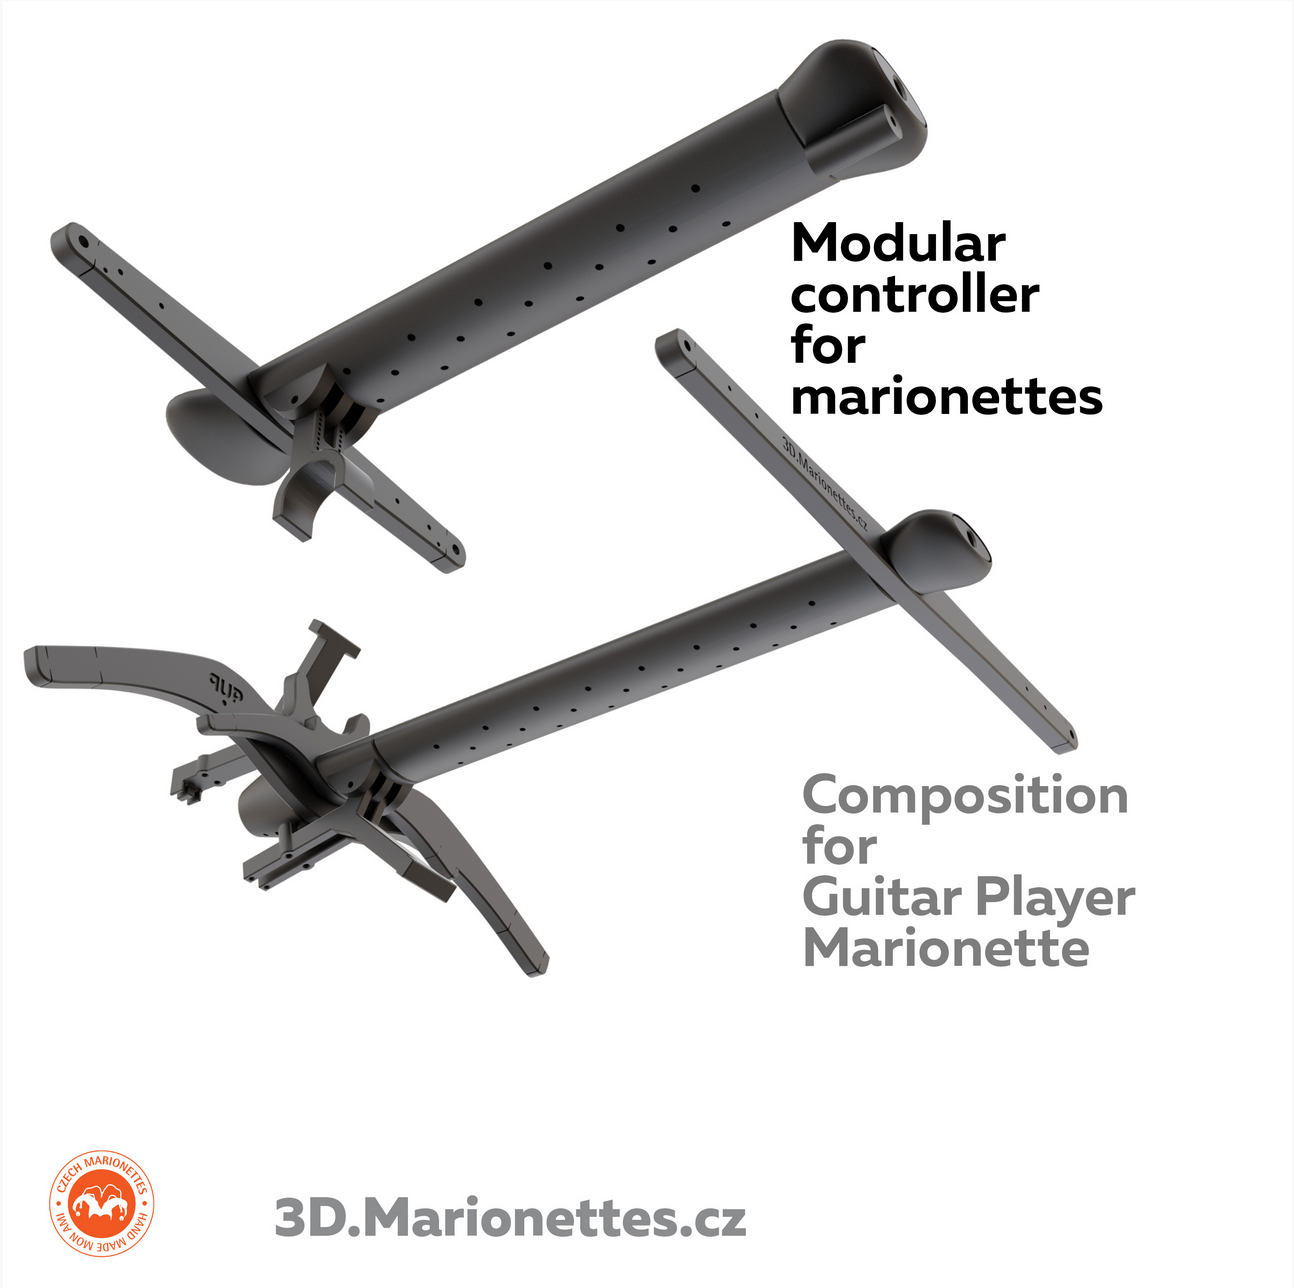 Modular
controller
for
marionettes
3D.Marionettes.cz
Composition
for
Guitar Player
Marionette
CZECH MARIONETTES
HAND MADE MON AMI
3D.Marionettes.cz